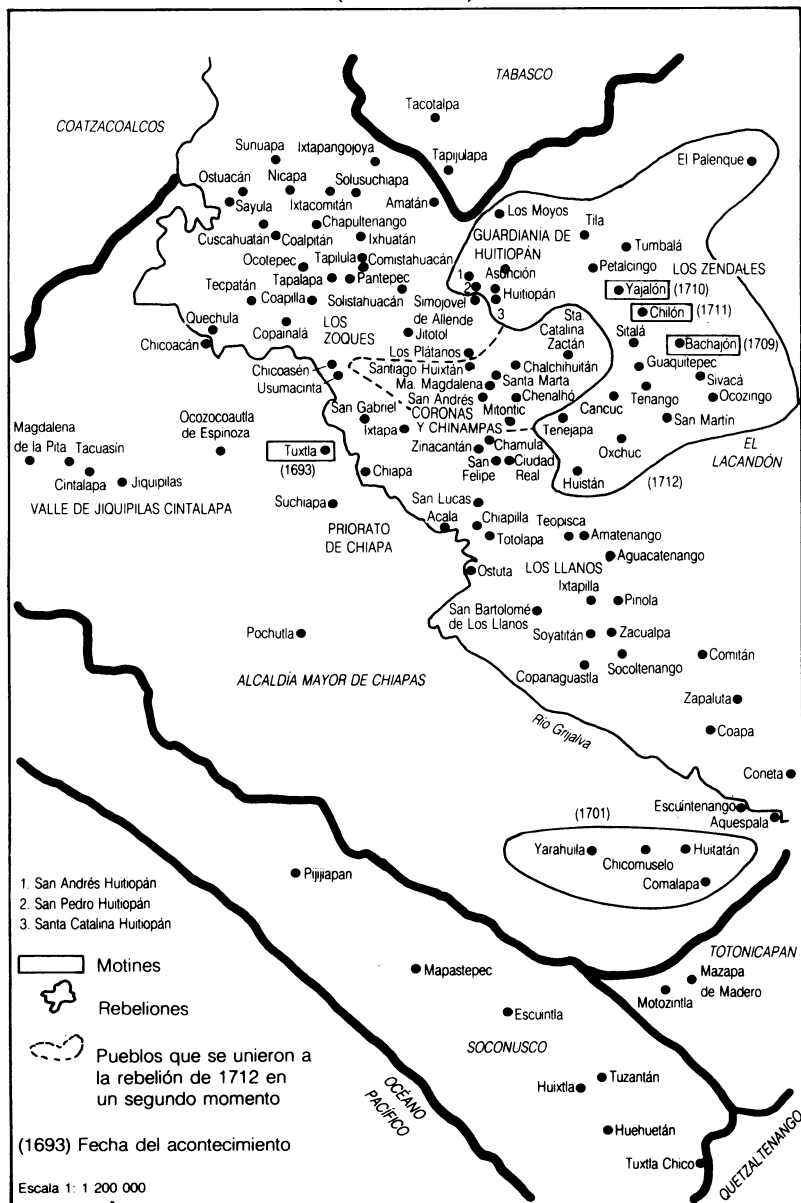 TABASCO
COATZACOALCOS
Tacotalpa
Sunuapa
Ixtapangojoya
Tapijulapa
El Palenque
Ostuacán
Nicapa
Solusuchiapa
Sayula
Ixtacomitán
Amatán
Los Moyos
Chapultenango
Tila
Cuscahuatán
Coalpitán
Ixhuatán
GUARDIANÍA DE
HUITIOPÁN
Tumbalá
Ocotepec
Tapilula
Comistahuacán
Asunción
Petalcingo
LOS ZENDALES
1
2
3
Tecpatán
Tapalapa
Pantepec
Huitiopán
Yajalón
(1710)
Coapilla
Solistahuacán
Simojovel
de Allende
Chilón
(1711)
Quechula
Copainalá
LOS
ZOQUES
Jitotol
Sta.
Catalina
Zactán
Sitalá
Bachajón
(1709)
Chicoacán
Los Plátanos
Chicoasén
Santiago Huixtán
Chalchihuitán
Guaquitepec
Usumacinta
Ma. Magdalena
Santa Marta
Sivacá
San Andrés
Chenalhó
Cancuc
Tenango
Ocozingo
San Gabriel
CORONAS
Y CHINAMPAS
Mitontic
Tenejapa
San Martín
Ocozocoautla
de Espinoza
Ixtapa
Magdalena
de la Pita
Tacuasín
Tuxtla
(1693)
Zinacantán
Chamula
Oxchuc
EL
LACANDÓN
San
Felipe
Ciudad
Real
Cintalapa
Jiquipilas
Chiapa
Huistán
(1712)
VALLE DE JIQUIPILAS CINTALAPA
Suchiapa
San Lucas
PRIORATO
DE CHIAPA
Acala
Chiapilla
Teopisca
Amatenango
Totolapa
Aguacatenango
Ostuta
LOS LLANOS
Ixtapilla
Pinola
San Bartolomé
de Los Llanos
Pochutla
Soyatitán
Zacualpa
Comitán
Socoltenango
ALCALDÍA MAYOR DE CHIAPAS
Copanaguastla
Zapaluta
Río Grijalva
Coapa
Coneta
Escuintenango
(1701)
Aquespala
Yarahuila
Chicomuselo
Huitatán
Comalapa
Pijijiapan
1. San Andrés Huitiopán
2. San Pedro Huitiopán
3. Santa Catalina Huitiopán
TOTONICAPAN
Motines
Mapastepec
Mazapa
de Madero
Motozintla
Rebeliones
Escuintla
Pueblos que se unieron a
la rebelión de 1712 en
un segundo momento
SOCONUSCO
Huixtla
Tuzantán
OCÉANO
PACÍFICO
(1693) Fecha del acontecimiento
Huehuetán
Tuxtla Chico
QUETZALTENANGO
Escala 1: 1 200 000